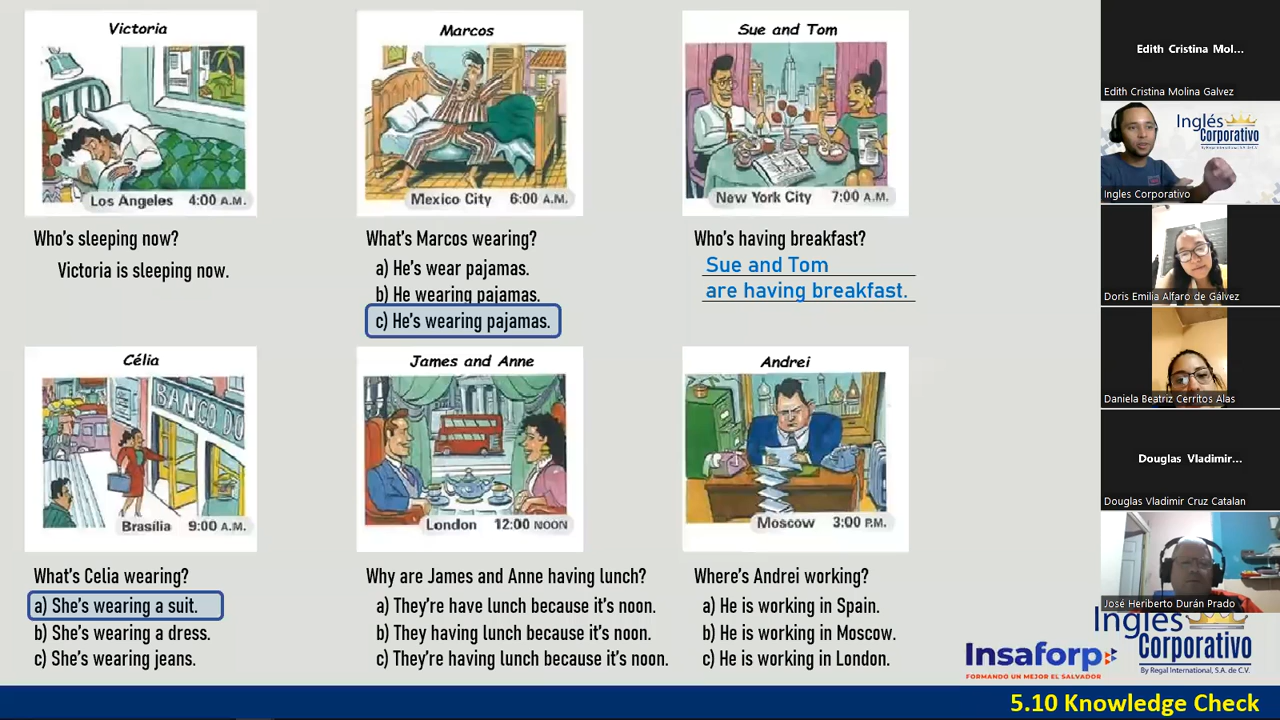 Victoria
Los Angeles 4:00 A.M.
Who's sleeping now?
Victoria is sleeping now.
Marcos
Mexico City 6:00 A.M.
What's Marcos wearing?
a) He's wear pajamas.
b) He wearing pajamas.
c) He's wearing pajamas.
Sue and Tom
New York City 7:00 A.M.
Who's having breakfast?
Sue and Tom
are having breakfast.
Célia
BANCO DO
Brasília 9:00 A.M.
What's Celia wearing?
a) She's wearing a suit.
b) She's wearing a dress.
c) She's wearing jeans.
James and Anne
London 12:00 NOON
Why are James and Anne having lunch?
a) They're have lunch because it's noon.
b) They having lunch because it's noon.
c) They're having lunch because it's noon.
Andrei
Moscow 3:00 P.M.
Where's Andrei working?
a) He is working in Spain.
b) He is working in Moscow.
c) He is working in London.
Edith Cristina Mol...
Edith Cristina Molina Galvez
Inglés
Corporativo
By Regal International, S.A. de C.V.
Ingles Corporativo
Doris Emilia Alfaro de Gálvez
Daniela Beatriz Cerritos Alas
Douglas Vladimir...
Douglas Vladimir Cruz Catalan
José Heriberto Durán Prado
Insaforp
FORMANDO UN MEJOR EL SALVADOR
Inglés
Corporativo
By Regal International, S.A. de C.V.
5.10 Knowledge Check